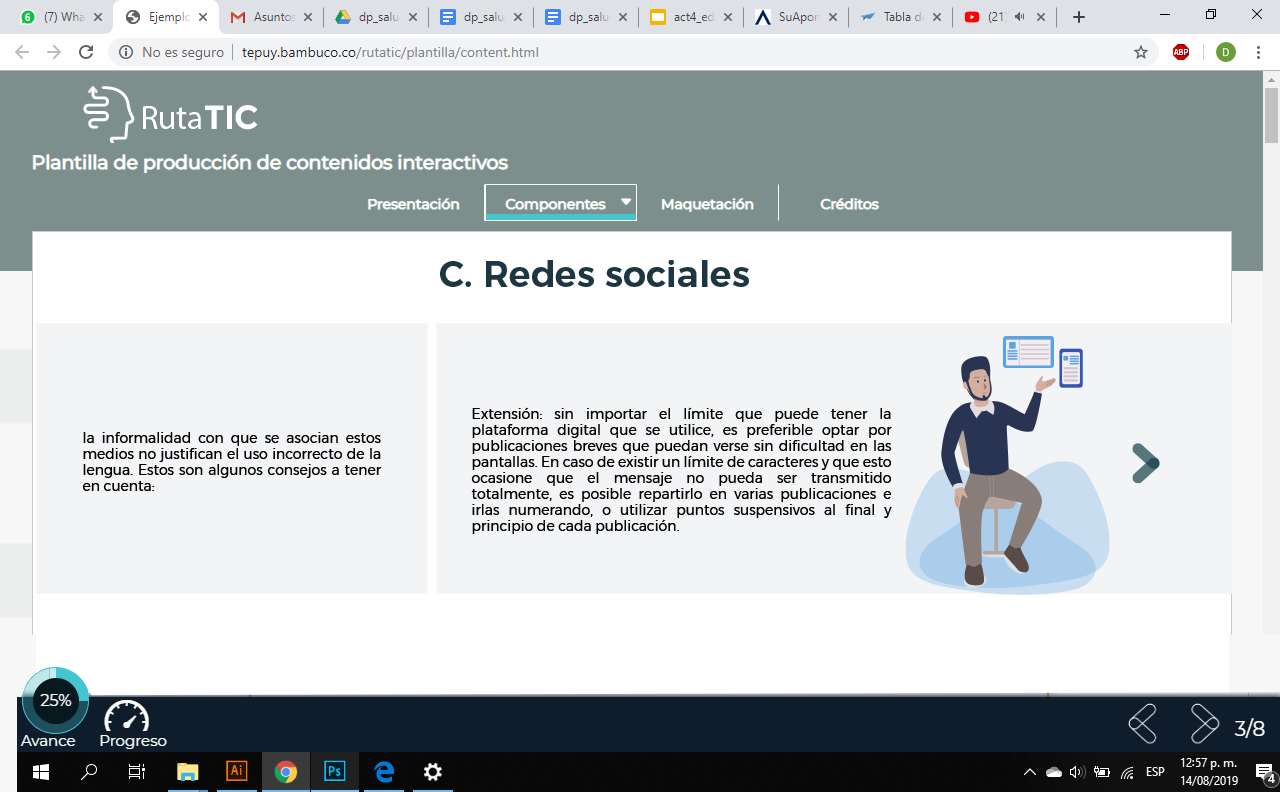 6 (7) Wha
Ejemplo
Asuntos
dp_salu
dp_salu
dp_salu
act4_ed
SuApor
Tabla d
(21)
No es seguro
tepuy.bambuco.co/rutatic/plantilla/content.html
ABP
D
RutaTIC
Plantilla de producción de contenidos interactivos
Presentación
Componentes
Maquetación
Créditos
C. Redes sociales
la informalidad con que se asocian estos
medios no justifican el uso incorrecto de la
lengua. Estos son algunos consejos a tener
en cuenta:
Extensión: sin importar el límite que puede tener la
plataforma digital que se utilice, es preferible optar por
publicaciones breves que puedan verse sin dificultad en las
pantallas. En caso de existir un límite de caracteres y que esto
ocasione que el mensaje no pueda ser transmitido
totalmente, es posible repartirlo en varias publicaciones e
irlas numerando, o utilizar puntos suspensivos al final y
principio de cada publicación.
25%
Avance
Progreso
3/8
Ai
Ps
ESP
12:57 p. m.
14/08/2019
4